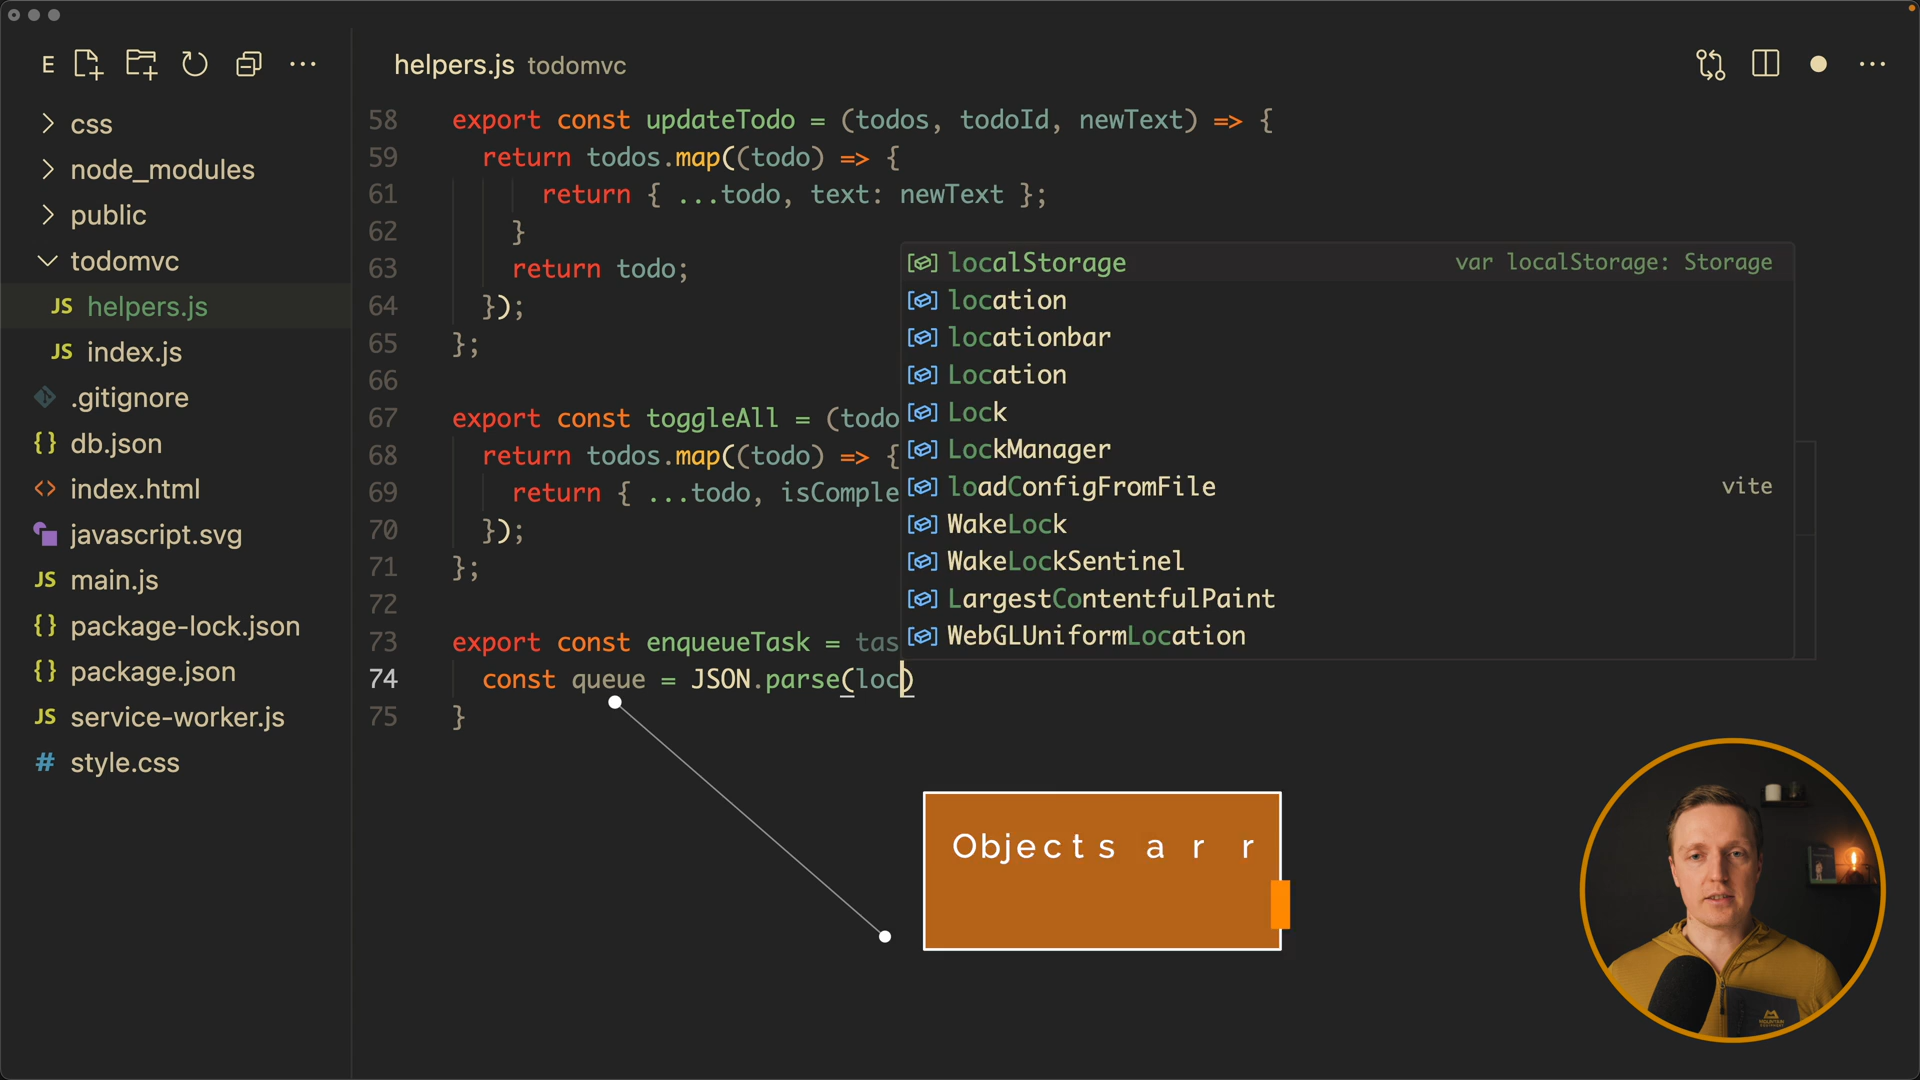 E
helpers.js todomvc
css
node_modules
public
todomvc
JS helpers.js
JS index.js
.gitignore
{} db.json
<> index.html
javascript.svg
JS main.js
{} package-lock.json
{} package.json
JS service-worker.js
# style.css
58 export const updateTodo = (todos, todoId, newText) => {
59 return todos.map((todo) => {
61 return { ...todo, text: newText };
62 }
63 return todo;
64 });
65 };
66
67 export const toggleAll = (todo
68 return todos.map((todo) => {
69 return { ...todo, isComple
70 });
71 };
72
73 export const enqueueTask = tas
74 const queue = JSON.parse(loc)
75 }
localStorage var localStorage: Storage
location
locationbar
Location
Lock
LockManager
loadConfigFromFile vite
WakeLock
WakeLockSentinel
LargestContentfulPaint
WebGLUniformLocation
Objects arr